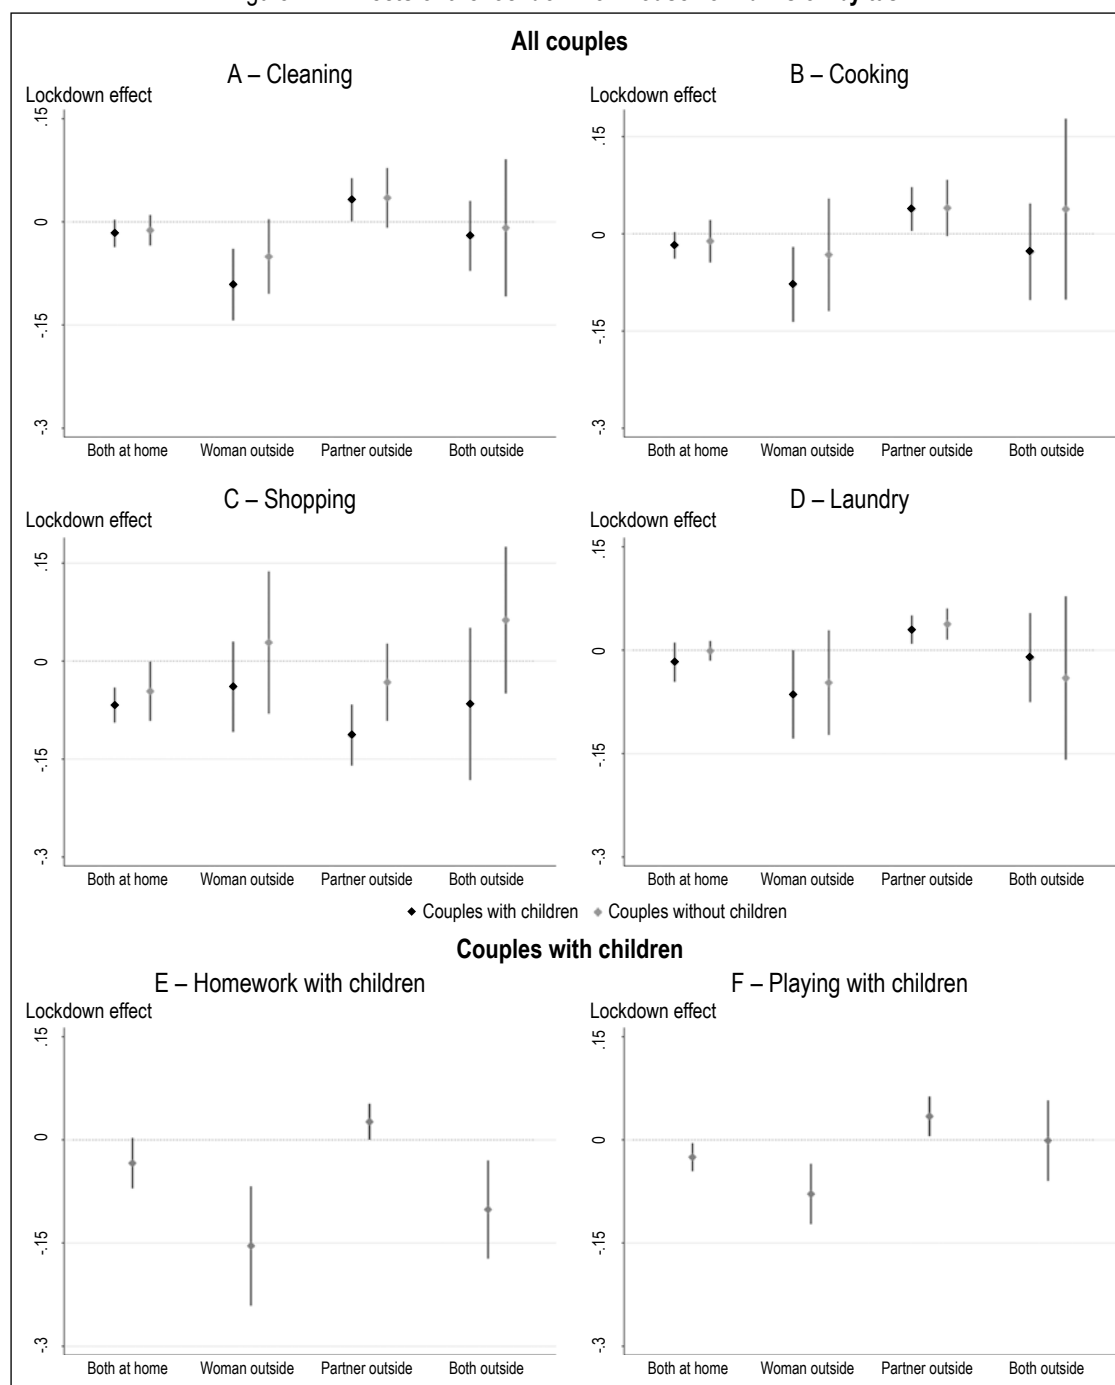 All couples
A – Cleaning
B – Cooking
Lockdown effect
Lockdown effect
.15
0
-.15
-.3
.15
0
-.15
-.3
Both at home Woman outside Partner outside Both outside
Both at home Woman outside Partner outside Both outside
C – Shopping
D – Laundry
Lockdown effect
Lockdown effect
.15
0
-.15
-.3
.15
0
-.15
-.3
Both at home Woman outside Partner outside Both outside
Both at home Woman outside Partner outside Both outside
Couples with children Couples without children
Couples with children
E – Homework with children
F – Playing with children
Lockdown effect
Lockdown effect
.15
0
-.15
-.3
.15
0
-.15
-.3
Both at home Woman outside Partner outside Both outside
Both at home Woman outside Partner outside Both outside